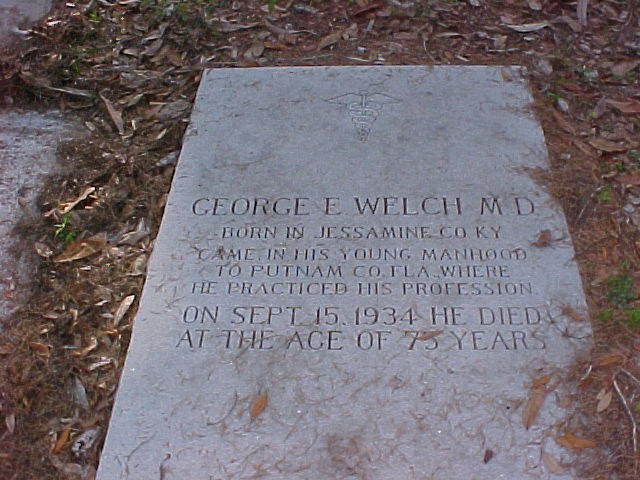 GEORGE E WELCH M D
BORN IN JESSAMINE CO KY
CAME IN HIS YOUNG MANHOOD
TO PUTNAM CO. FLA. WHERE
HE PRACTICED HIS PROFESSION
ON SEPT 15, 1934 HE DIED
AT THE AGE OF 75 YEARS